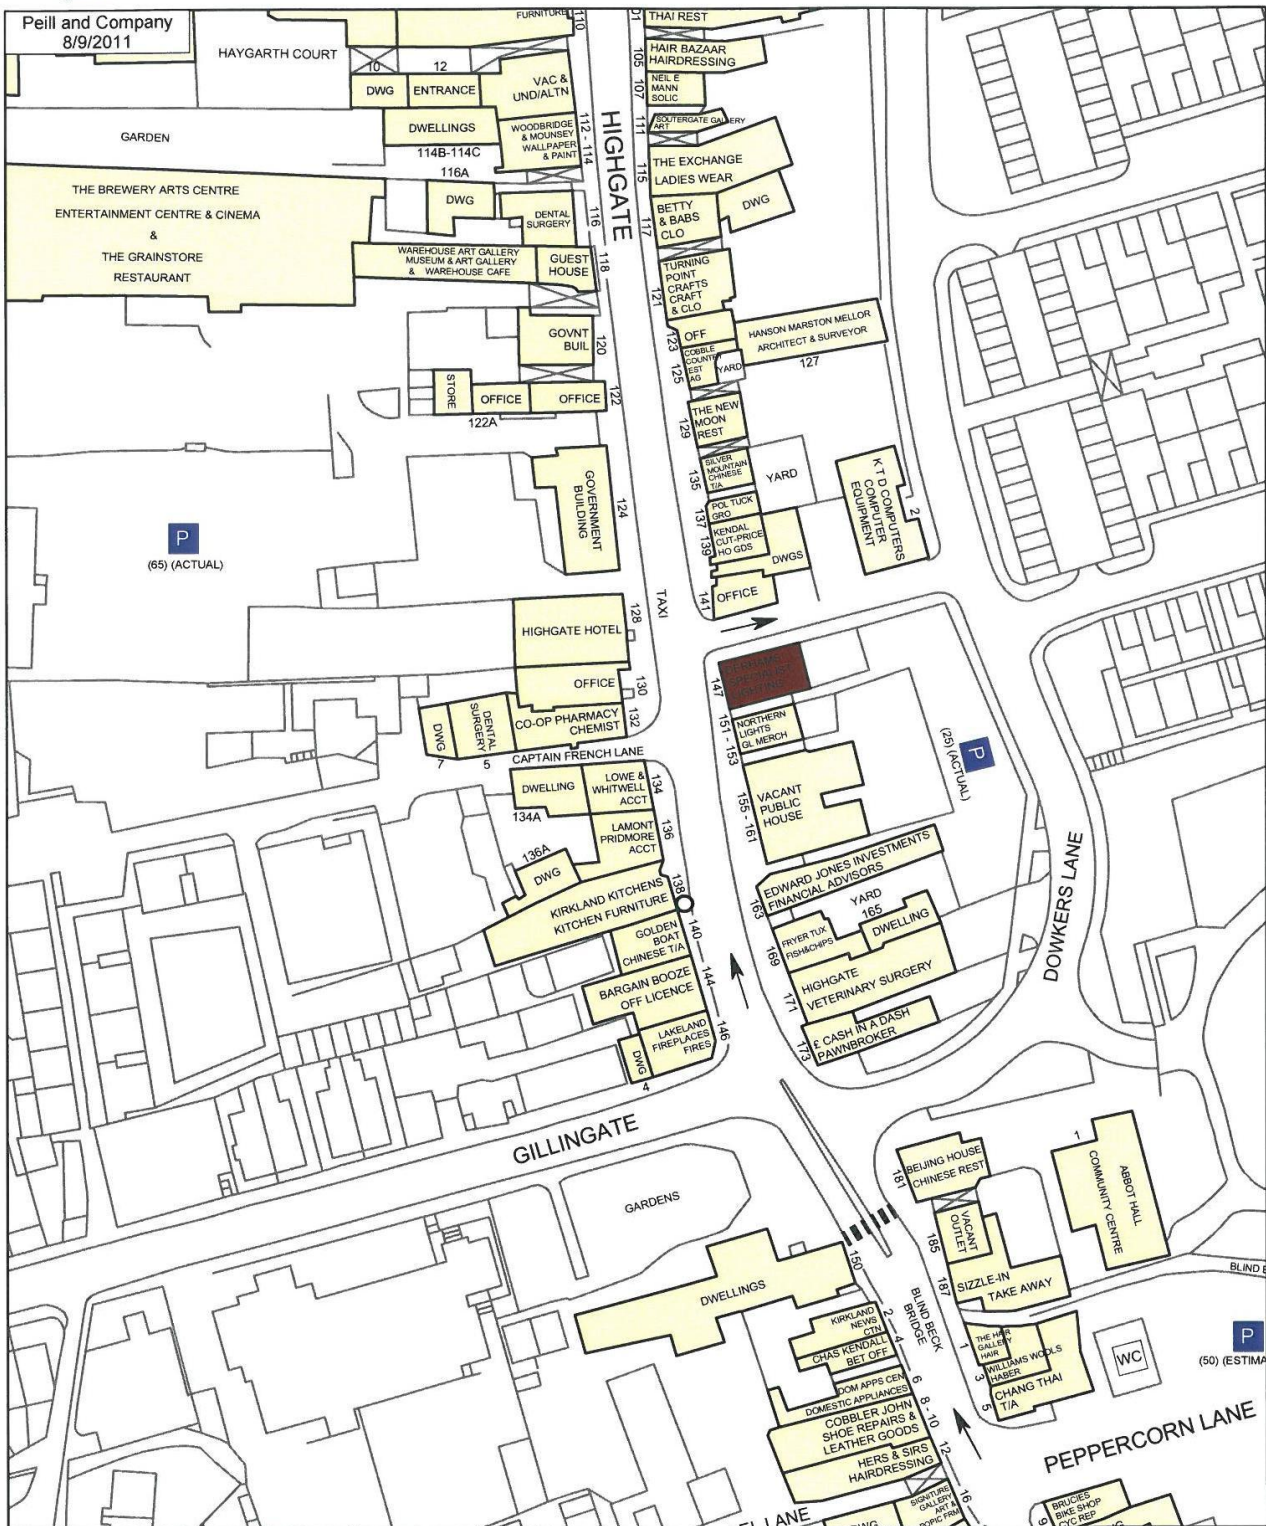 Peill and Company
8/9/2011
HAYGARTH COURT
FURNITURE
110
10
12
DWG
ENTRANCE
VAC &
UND/ALTN
DWELLINGS
114B-114C
WOODBRIDGE
& MOUNSEY
WALLPAPER
& PAINT
112 - 114
GARDEN
116A
DWG
DENTAL
SURGERY
116
THE BREWERY ARTS CENTRE
ENTERTAINMENT CENTRE & CINEMA
&
THE GRAINSTORE
RESTAURANT
WAREHOUSE ART GALLERY
MUSEUM & ART GALLERY
& WAREHOUSE CAFE
GUEST
HOUSE
118
GOVNT
BUIL
120
STORE
OFFICE
OFFICE
122
122A
GOVERNMENT
BUILDING
124
P
(65) (ACTUAL)
HIGHGATE
THAI REST
01
HAIR BAZAAR
HAIRDRESSING
105
NEIL E
MANN
SOLIC
107
SOUTERGATE GALLERY
ART
111
THE EXCHANGE
LADIES WEAR
115
BETTY
& BABS
CLO
117
DWG
TURNING
POINT
CRAFTS
CRAFT
& CLO
121
OFF
123
COBBLE
COUNTRY
EST
AG
125
YARD
HANSON MARSTON MELLOR
ARCHITECT & SURVEYOR
127
THE NEW
MOON
REST
129
SILVER
MOUNTAIN
CHINESE
T/A
135
YARD
POL TUCK
GRO
137
KENDAL
CUT-PRICE
HO GDS
139
DWGS
OFFICE
141
K T D COMPUTERS
COMPUTER
EQUIPMENT
2
TAXI
HIGHGATE HOTEL
128
OFFICE
130
CO-OP PHARMACY
CHEMIST
132
DENTAL
SURGERY
5
DWG
7
CAPTAIN FRENCH LANE
SPECIALIST
LIGHTING
147
NORTHERN
LIGHTS
GL MERCH
151 - 153
VACANT
PUBLIC
HOUSE
155 - 161
P
(25) (ACTUAL)
DWELLING
134A
LOWE &
WHITWELL
ACCT
134
LAMONT
PRIDMORE
ACCT
136
136A
DWG
KIRKLAND KITCHENS
KITCHEN FURNITURE
138
GOLDEN
BOAT
CHINESE T/A
140
BARGAIN BOOZE
OFF LICENCE
144
LAKELAND
FIREPLACES
FIRES
146
DWG
4
EDWARD JONES INVESTMENTS
FINANCIAL ADVISORS
163
YARD
165
FRYER TUX
FISH&CHIPS
169
DWELLING
HIGHGATE
VETERINARY SURGERY
171
£ CASH IN A DASH
PAWNBROKER
173
DOWKERS LANE
GILLINGATE
GARDENS
BEIJING HOUSE
CHINESE REST
181
VACANT
OUTLET
185
SIZZLE-IN
TAKE AWAY
187
1
ABBOT HALL
COMMUNITY CENTRE
DWELLINGS
150
BLIND BECK
BRIDGE
BLIND B
KIRKLAND
NEWS
CTN
2
CHAS KENDALL
BET OFF
4
DOM APPS CEN
DOMESTIC APPLIANCES
6
COBBLER JOHN
SHOE REPAIRS &
LEATHER GOODS
8 - 10
HERS & SIRS
HAIRDRESSING
12
SIGNITURE
GALLERY
ART &
16
THE HAIR
GALLERY
HAIR
1
WILLIAMS WOOLS
HABER
3
CHANG THAI
T/A
5
WC
P
(50) (ESTIMA
PEPPERCORN LANE
BRUCIES
BIKE SHOP
CYC REP
LANE